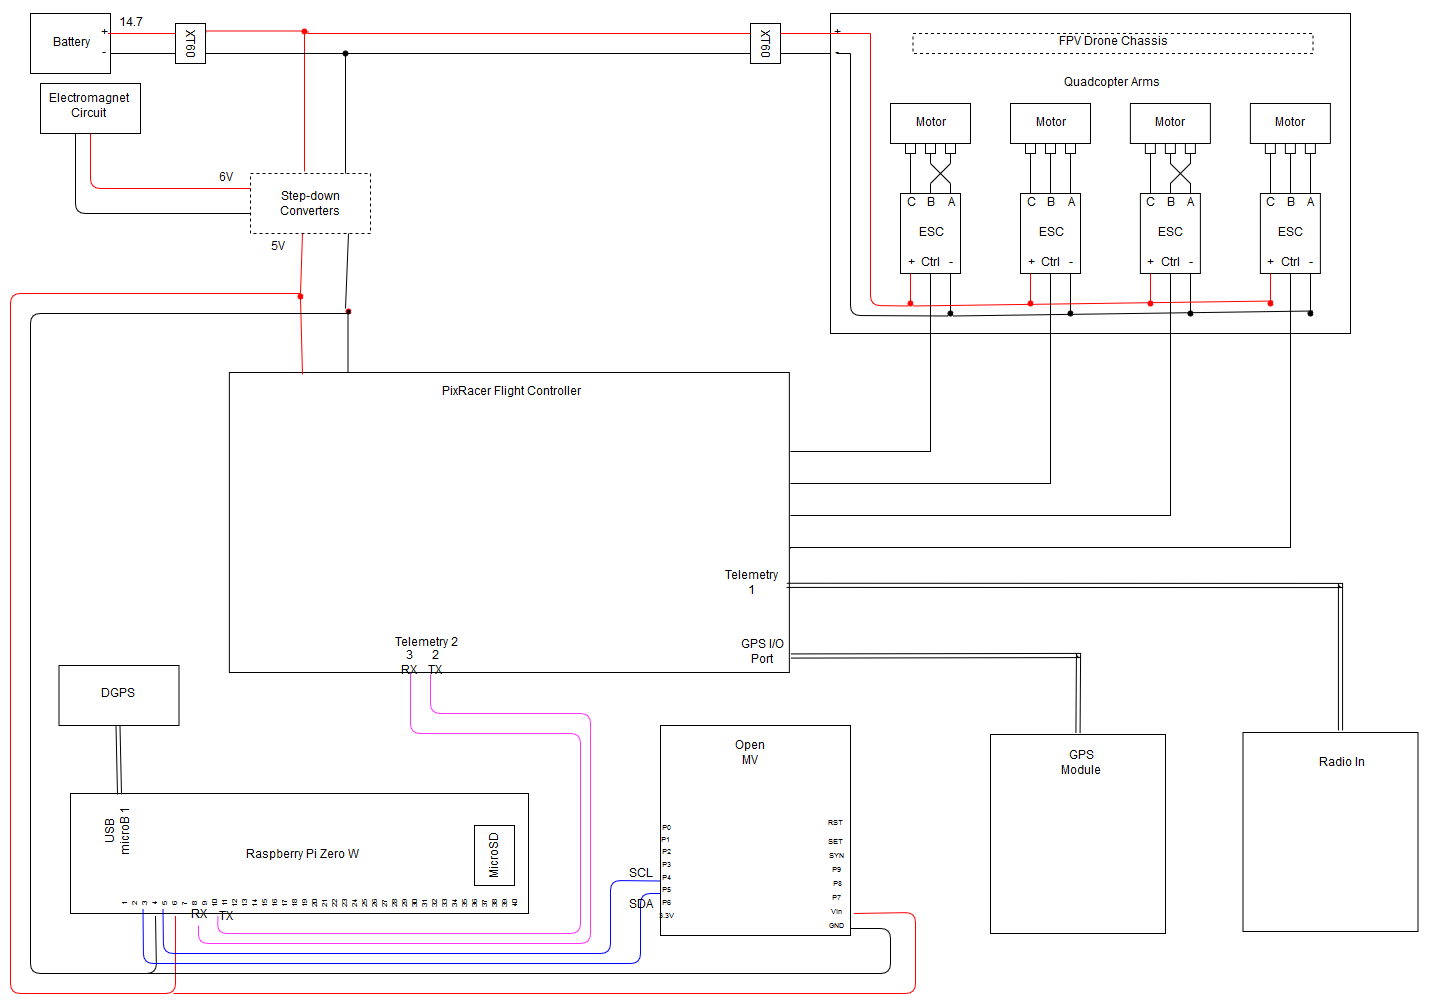 14.7
Battery
+
-
XT60
XT60
+
-
FPV Drone Chassis
Quadcopter Arms
Electromagnet
Circuit
Motor
Motor
Motor
Motor
6V
Step-down
Converters
5V
C B A
ESC
+ Ctrl -
C B A
ESC
+ Ctrl -
C B A
ESC
+ Ctrl -
C B A
ESC
+ Ctrl -
PixRacer Flight Controller
Telemetry
1
GPS I/O
Port
Telemetry 2
3 2
RX TX
DGPS
USB
microB 1
Raspberry Pi Zero W
MicroSD
1 2 3 4 5 6 7 8 9 10 11 12 13 14 15 16 17 18 19 20 21 22 23 24 25 26 27 28 29 30 31 32 33 34 35 36 37 38 39 40
RX TX
Open
MV
P0
P1
P2
P3
P4
P5
P6
3.3V
SCL
SDA
RST
SET
SYN
P9
P8
P7
Vin
GND
GPS
Module
Radio In